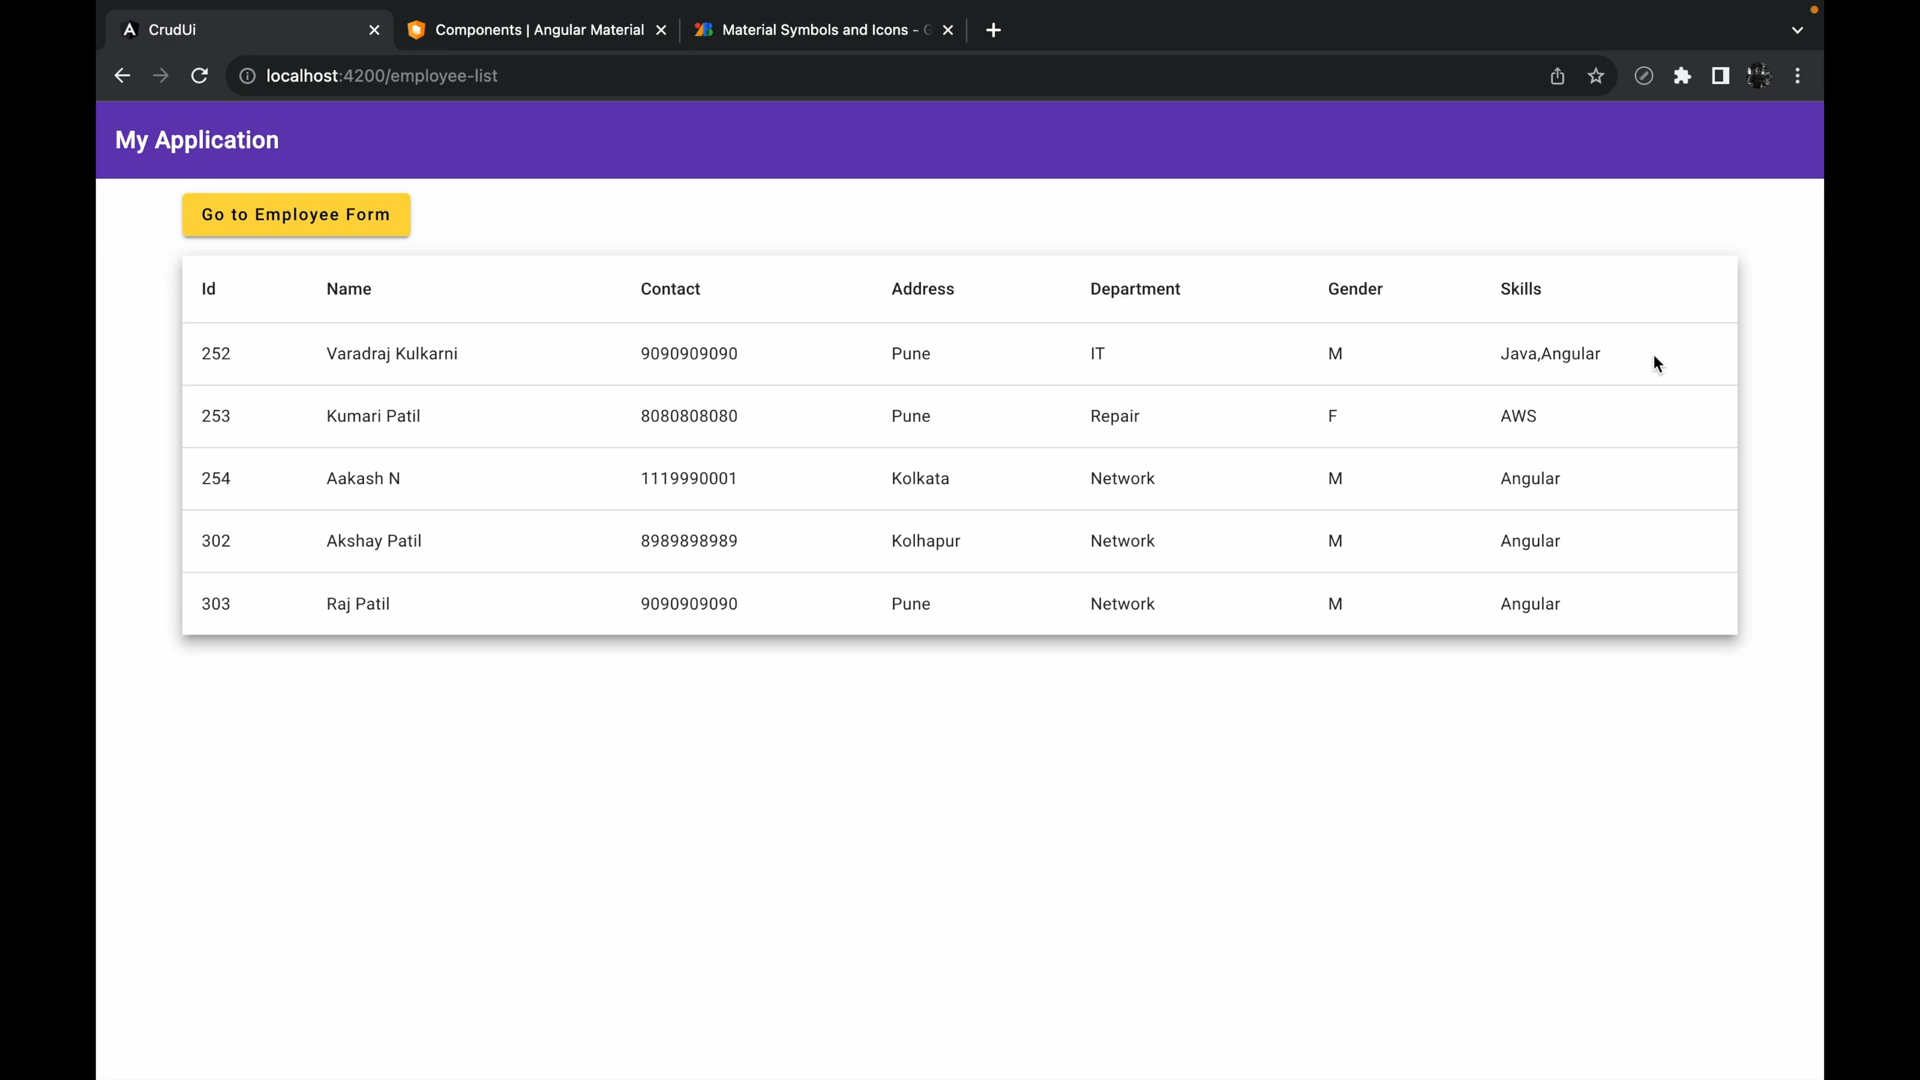 CrudUi Components | Angular Material Material Symbols and Icons -
localhost:4200/employee-list
My Application
Go to Employee Form
Id Name Contact Address Department Gender Skills
252 Varadraj Kulkarni 9090909090 Pune IT M Java,Angular
253 Kumari Patil 8080808080 Pune Repair F AWS
254 Aakash N 1119990001 Kolkata Network M Angular
302 Akshay Patil 8989898989 Kolhapur Network M Angular
303 Raj Patil 9090909090 Pune Network M Angular